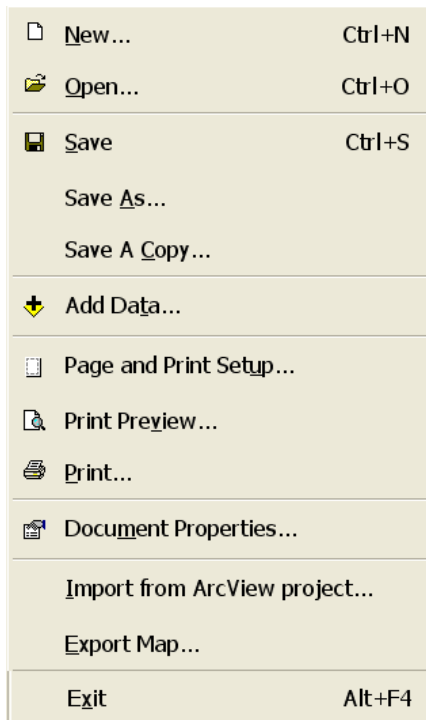 New... Ctrl+N
Open... Ctrl+O
Save Ctrl+S
Save As...
Save A Copy...
Add Data...
Page and Print Setup...
Print Preview...
Print...
Document Properties...
Import from ArcView project...
Export Map...
Exit Alt+F4